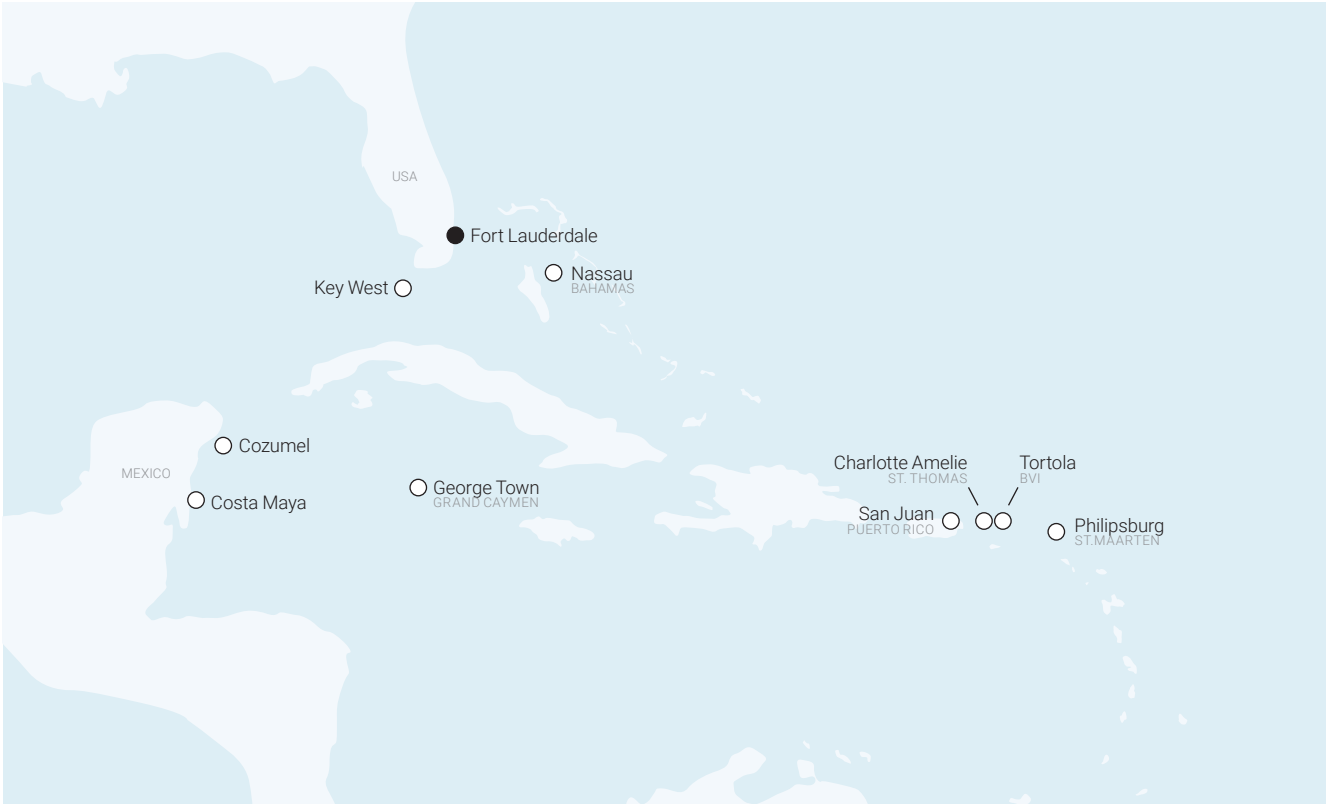 USA
Fort Lauderdale
Nassau
BAHAMAS
Key West
Cozumel
MEXICO
Costa Maya
George Town
GRAND CAYMEN
Charlotte Amelie
ST. THOMAS
Tortola
BVI
San Juan
PUERTO RICO
Philipsburg
ST.MAARTEN